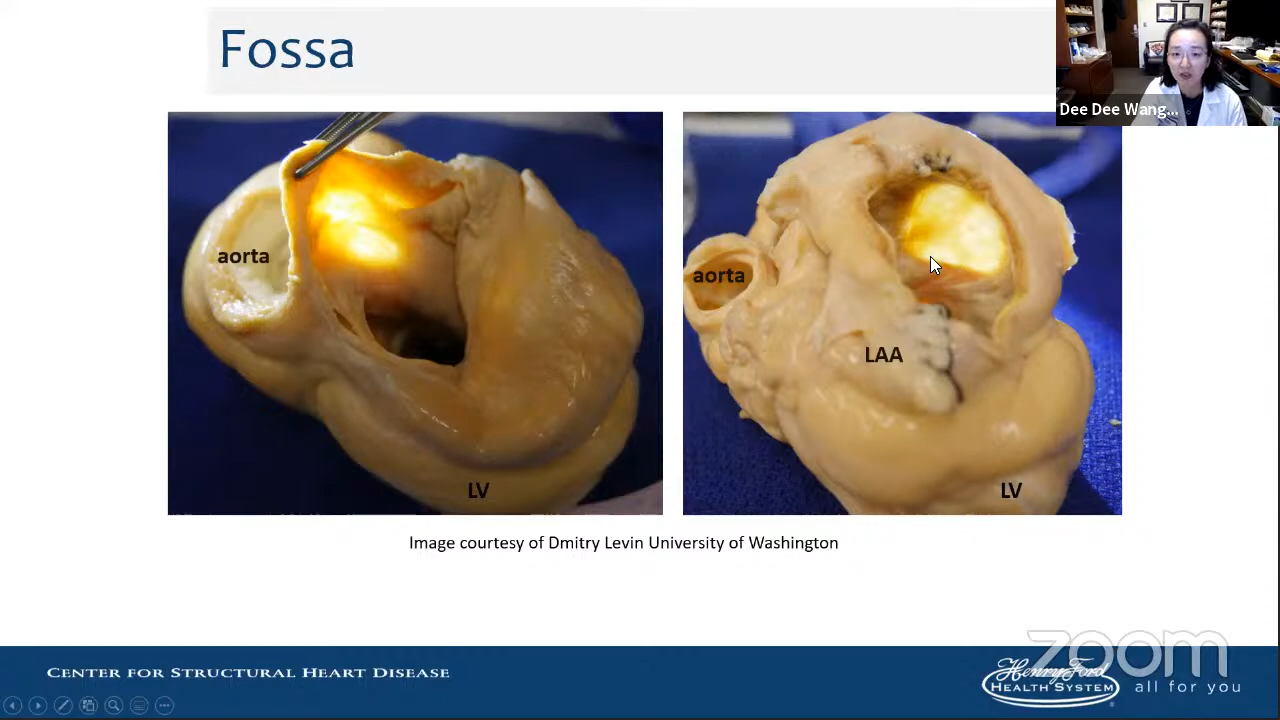 Fossa
Dee Dee Wang...
aorta
LV
aorta
LAA
LV
Image courtesy of Dmitry Levin University of Washington
CENTER FOR STRUCTURAL HEART DISEASE
zoom
Henry Ford
HEALTH SYSTEM
all for you